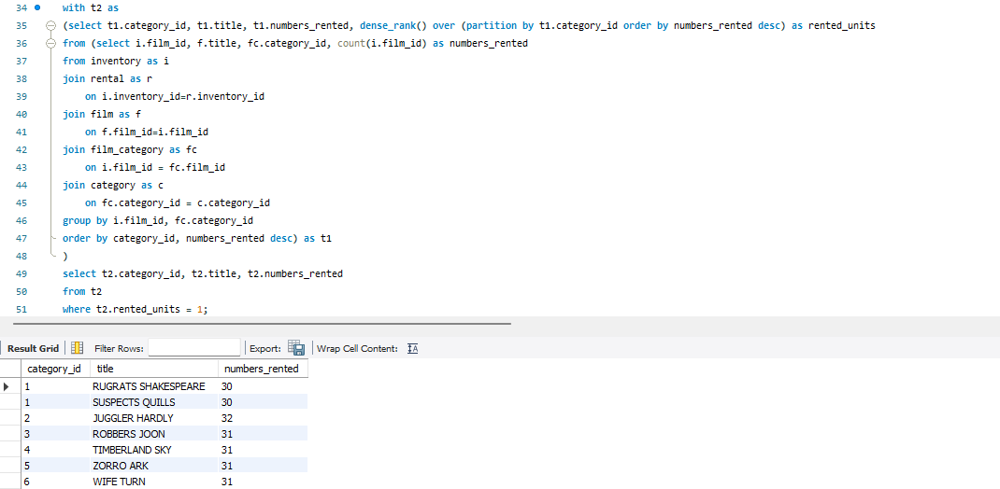 34 with t2 as
35 (select t1.category_id, t1.title, t1.numbers_rented, dense_rank() over (partition by t1.category_id order by numbers_rented desc) as rented_units
36 from (select i.film_id, f.title, fc.category_id, count(i.film_id) as numbers_rented
37 from inventory as i
38 join rental as r
39 on i.inventory_id=r.inventory_id
40 join film as f
41 on f.film_id=i.film_id
42 join film_category as fc
43 on i.film_id = fc.film_id
44 join category as c
45 on fc.category_id = c.category_id
46 group by i.film_id, fc.category_id
47 order by category_id, numbers_rented desc) as t1
48 )
49 select t2.category_id, t2.title, t2.numbers_rented
50 from t2
51 where t2.rented_units = 1;
Result Grid Filter Rows: Export: Wrap Cell Content: IA
category_id title numbers_rented
1 RUGRATS SHAKESPEARE 30
1 SUSPECTS QUILLS 30
2 JUGGLER HARDLY 32
3 ROBBERS JOON 31
4 TIMBERLAND SKY 31
5 ZORRO ARK 31
6 WIFE TURN 31